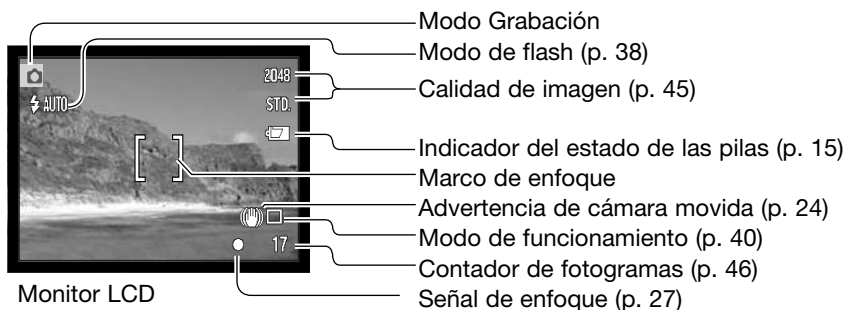 Modo Grabación
Modo de flash (p. 38)
2048
Calidad de imagen (p. 45)
AUTO
STD.
Indicador del estado de las pilas (p. 15)
Marco de enfoque
Advertencia de cámara movida (p. 24)
Modo de funcionamiento (p. 40)
17
Contador de fotogramas (p. 46)
Monitor LCD
Señal de enfoque (p. 27)